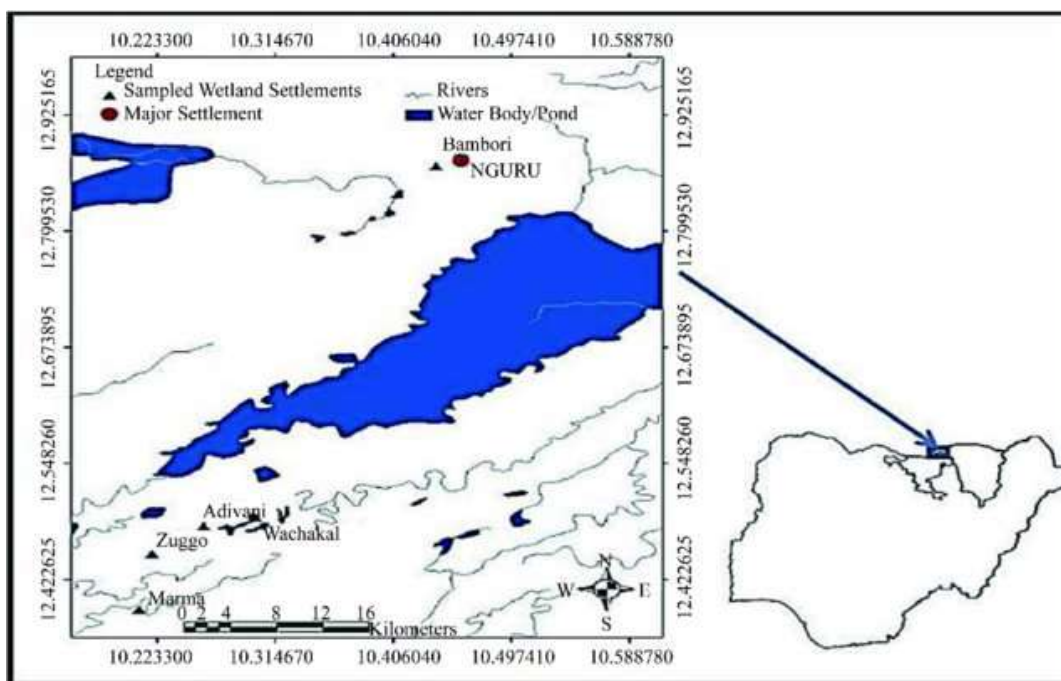 10.223300 10.314670 10.406040 10.497410 10.588780
Legend
Sampled Wetland Settlements
Major Settlement
Rivers
Water Body/Pond
12.925165
12.799530
12.673895
12.548260
12.422625
12.925165
12.799530
12.673895
12.548260
12.422625
Bambori
NGURU
Adivani
Wachakal
Zuggo
Marma
0 2 4 8 12 16
Kilometers
N
W E
S
10.223300 10.314670 10.406040 10.497410 10.588780